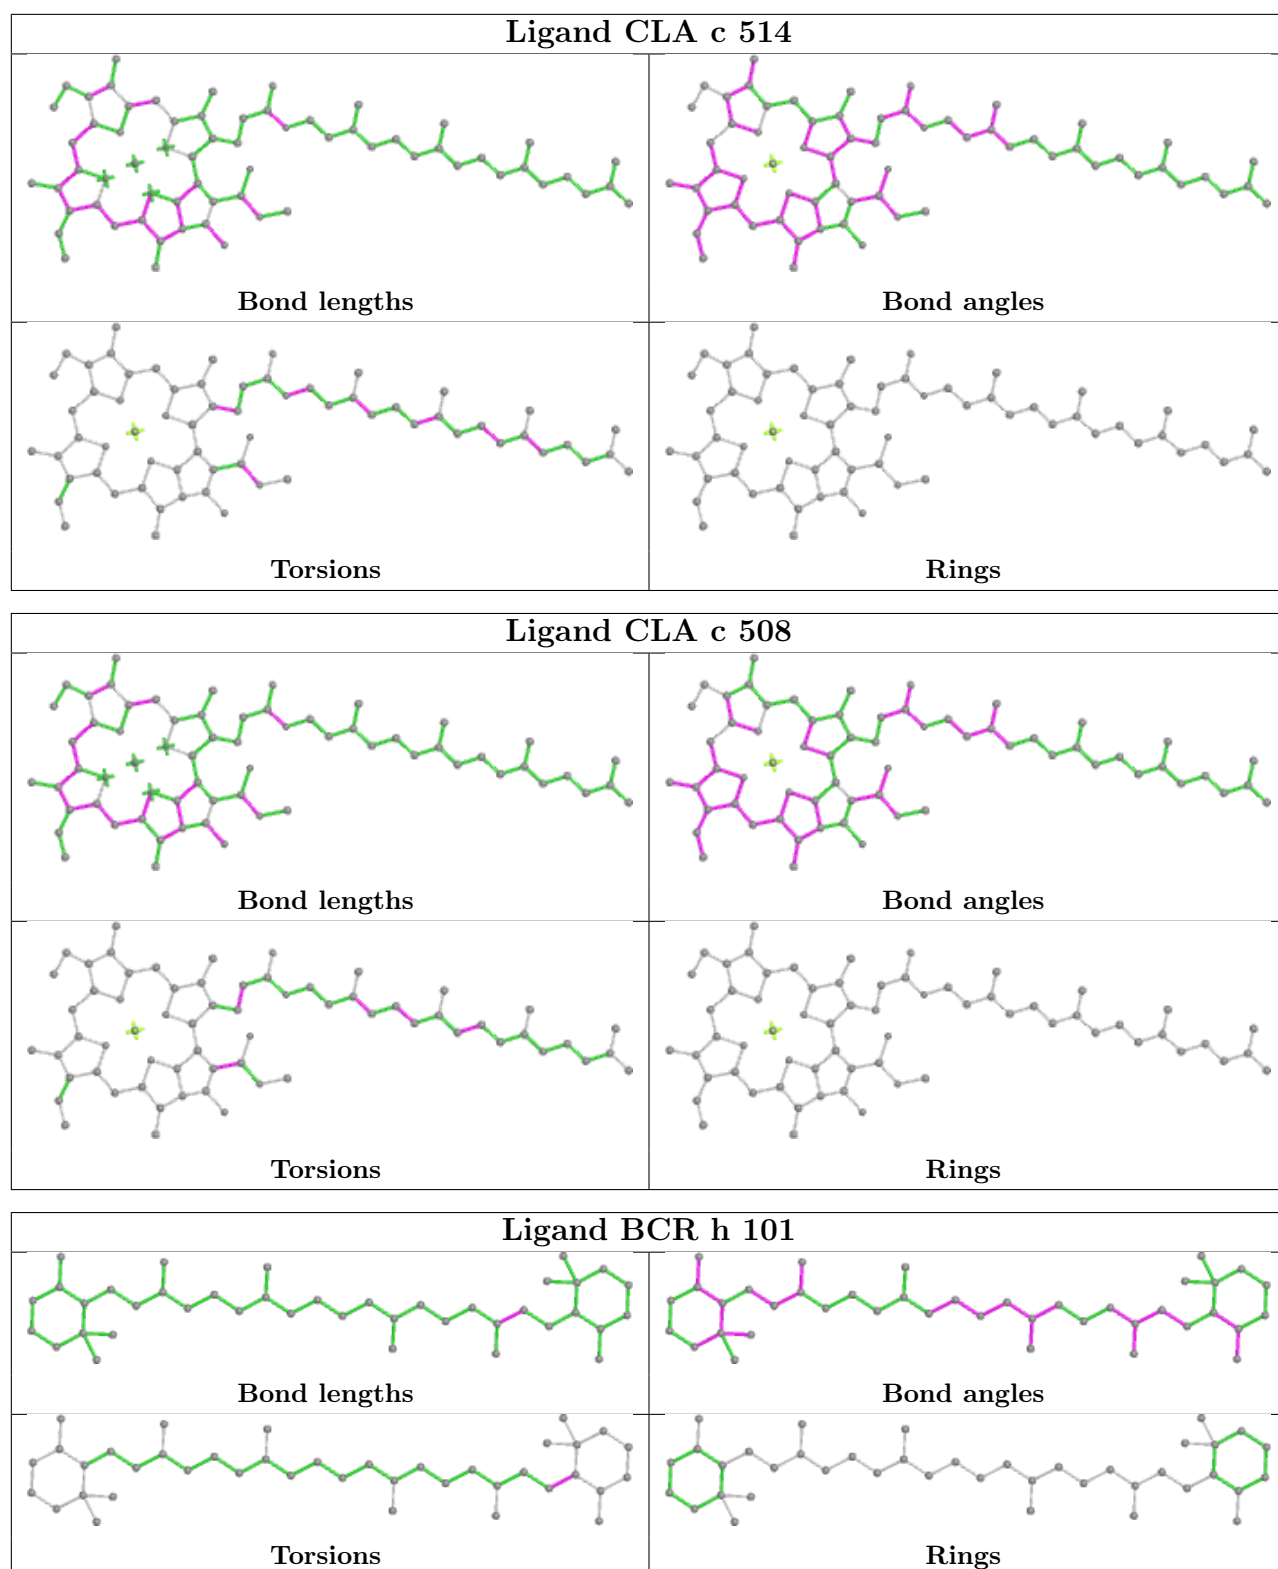 Ligand CLA c 514
Bond lengths
Bond angles
Torsions
Rings
Ligand CLA c 508
Bond lengths
Bond angles
Torsions
Rings
Ligand BCR h 101
Bond lengths
Bond angles
Torsions
Rings